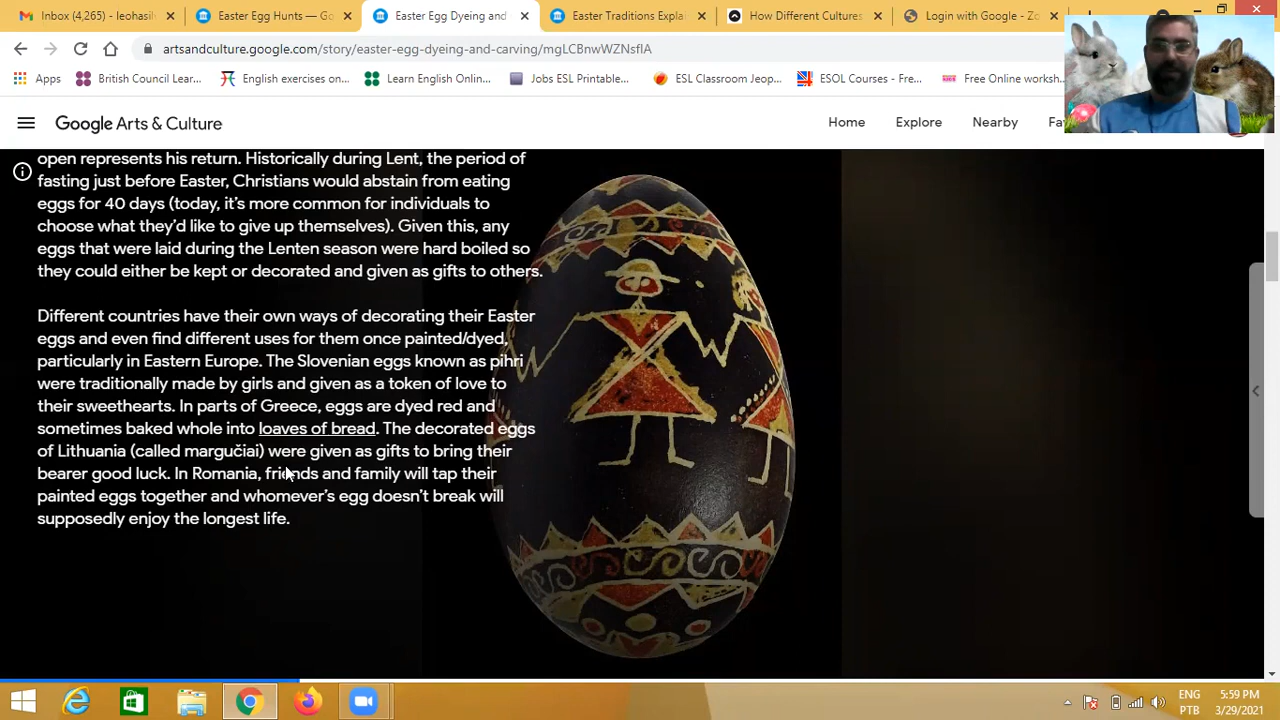 Inbox (4,265) - leohasil
Easter Egg Hunts — Go
Easter Egg Dyeing and
Easter Traditions Expla
How Different Cultures
Login with Google - Zo
artsandculture.google.com/story/easter-egg-dyeing-and-carving/mgLCBnwWZNsflA
Apps
British Council Lear...
English exercises on...
Learn English Online...
Jobs ESL Printable...
ESL Classroom Jeop...
ESOL Courses - Fre...
Free Online worksh...
Google Arts & Culture
Home
Explore
Nearby
open represents his return. Historically during Lent, the period of
fasting just before Easter, Christians would abstain from eating
eggs for 40 days (today, it's more common for individuals to
choose what they'd like to give up themselves). Given this, any
eggs that were laid during the Lenten season were hard boiled so
they could either be kept or decorated and given as gifts to others.
Different countries have their own ways of decorating their Easter
eggs and even find different uses for them once painted/dyed,
particularly in Eastern Europe. The Slovenian eggs known as pihri
were traditionally made by girls and given as a token of love to
their sweethearts. In parts of Greece, eggs are dyed red and
sometimes baked whole into loaves of bread. The decorated eggs
of Lithuania (called margučiai) were given as gifts to bring their
bearer good luck. In Romania, friends and family will tap their
painted eggs together and whomever's egg doesn't break will
supposedly enjoy the longest life.
ENG
5:59 PM
PTB
3/29/2021